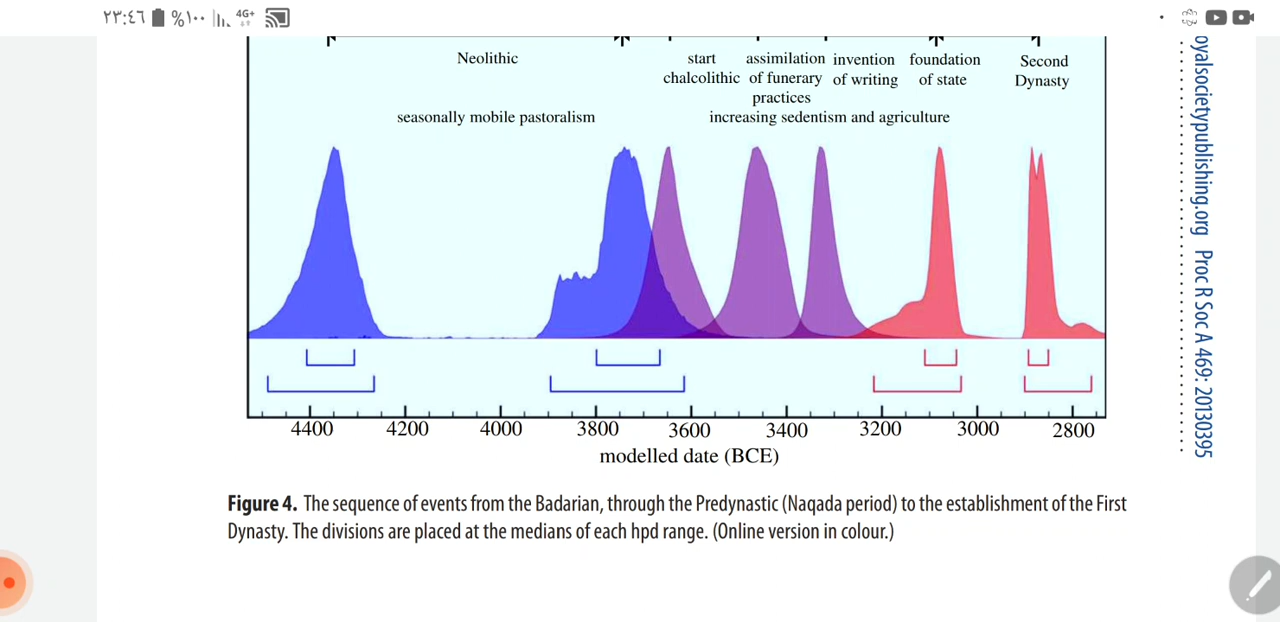 ٢٣:٤٦ %١٠٠ 4G+
Neolithic
start chalcolithic
assimilation of funerary practices
invention of writing
foundation of state
Second Dynasty
seasonally mobile pastoralism
increasing sedentism and agriculture
4400 4200 4000 3800 3600 3400 3200 3000 2800
modelled date (BCE)
Figure 4. The sequence of events from the Badarian, through the Predynastic (Naqada period) to the establishment of the First
Dynasty. The divisions are placed at the medians of each hpd range. (Online version in colour.)
oyalsocietypublishing.org Proc R Soc A 469: 20130395